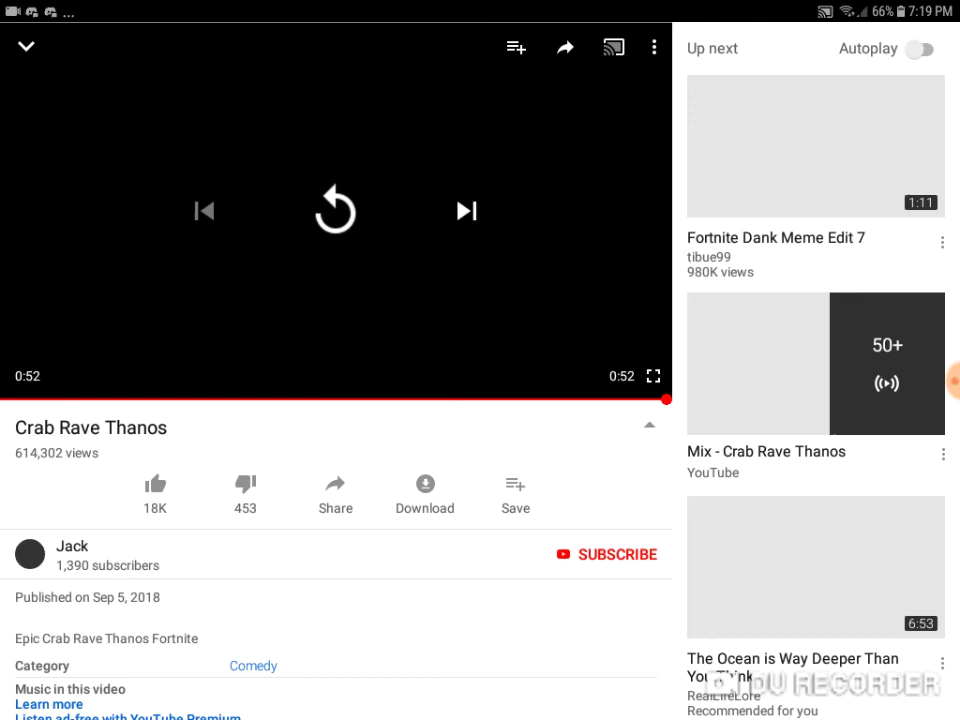 ...
66% 7:19 PM
Up next
Autoplay
1:11
0:52
0:52
Fortnite Dank Meme Edit 7
tibue99
980K views
50+
Mix - Crab Rave Thanos
YouTube
6:53
The Ocean is Way Deeper Than
You Think
RealLifeLore
Recommended for you
Crab Rave Thanos
614,302 views
18K
453
Share
Download
Save
Jack
1,390 subscribers
SUBSCRIBE
Published on Sep 5, 2018
Epic Crab Rave Thanos Fortnite
Category
Comedy
Music in this video
Learn more
Listen ad-free with YouTube Premium
DU RECORDER